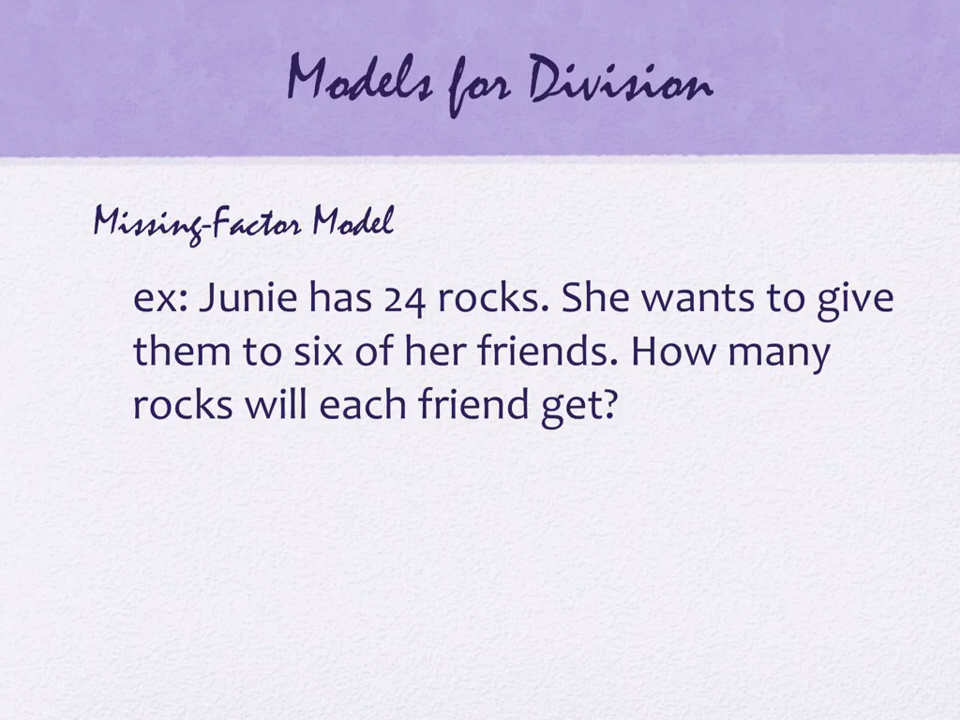 Models for Division
Missing-Factor Model
ex: Junie has 24 rocks. She wants to give
them to six of her friends. How many
rocks will each friend get?